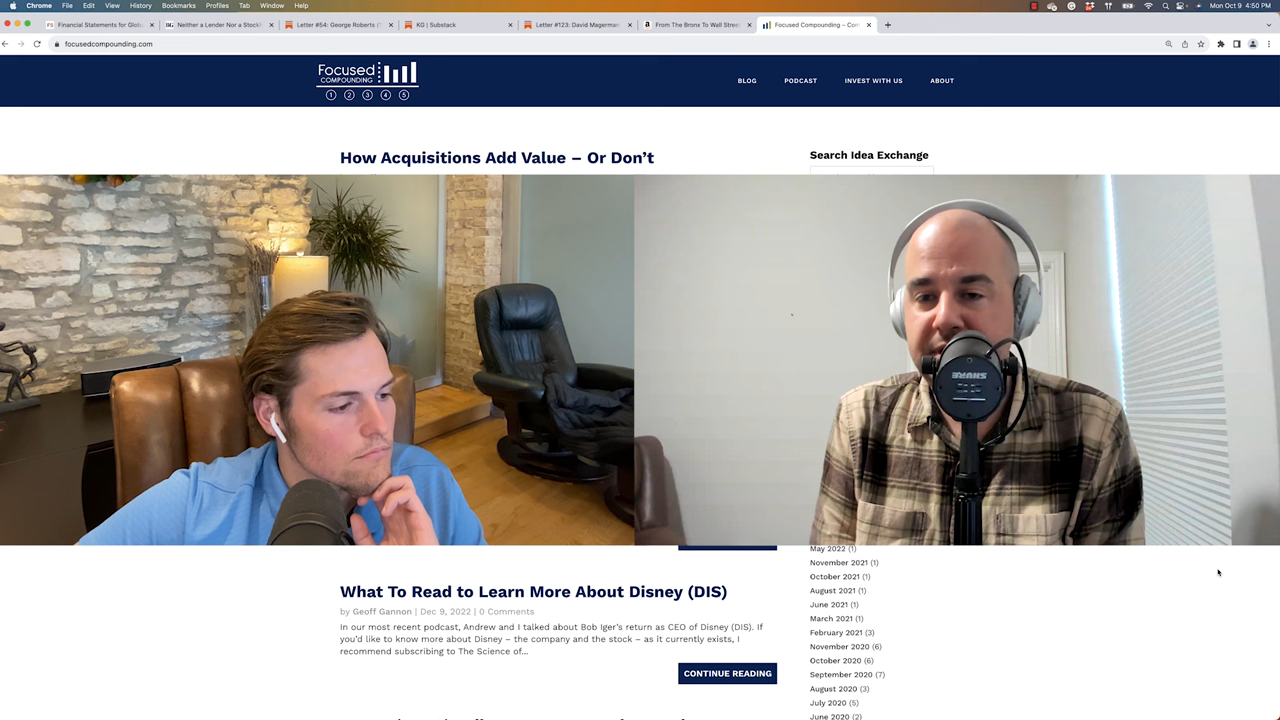 Chrome File Edit View History Bookmarks Profiles Tab Window Help Mon Oct 9 4:50 PM
Financial Statements for Glob Neither a Lender Nor a Stock Letter #54: George Roberts ( KG | Substack Letter #123: David Magerman From The Bronx To Wall Stree Focused Compounding – Com
focusedcompounding.com
Focused
COMPOUNDING
1 2 3 4 5
BLOG PODCAST INVEST WITH US ABOUT
How Acquisitions Add Value – Or Don’t
Search Idea Exchange
SHURE
May 2022 (1)
November 2021 (1)
October 2021 (1)
August 2021 (1)
June 2021 (1)
March 2021 (1)
February 2021 (3)
November 2020 (6)
October 2020 (6)
September 2020 (7)
August 2020 (3)
July 2020 (5)
June 2020 (2)
What To Read to Learn More About Disney (DIS)
by Geoff Gannon | Dec 9, 2022 | 0 Comments
In our most recent podcast, Andrew and I talked about Bob Iger’s return as CEO of Disney (DIS). If
you’d like to know more about Disney – the company and the stock – as it currently exists, I
recommend subscribing to The Science of...
CONTINUE READING